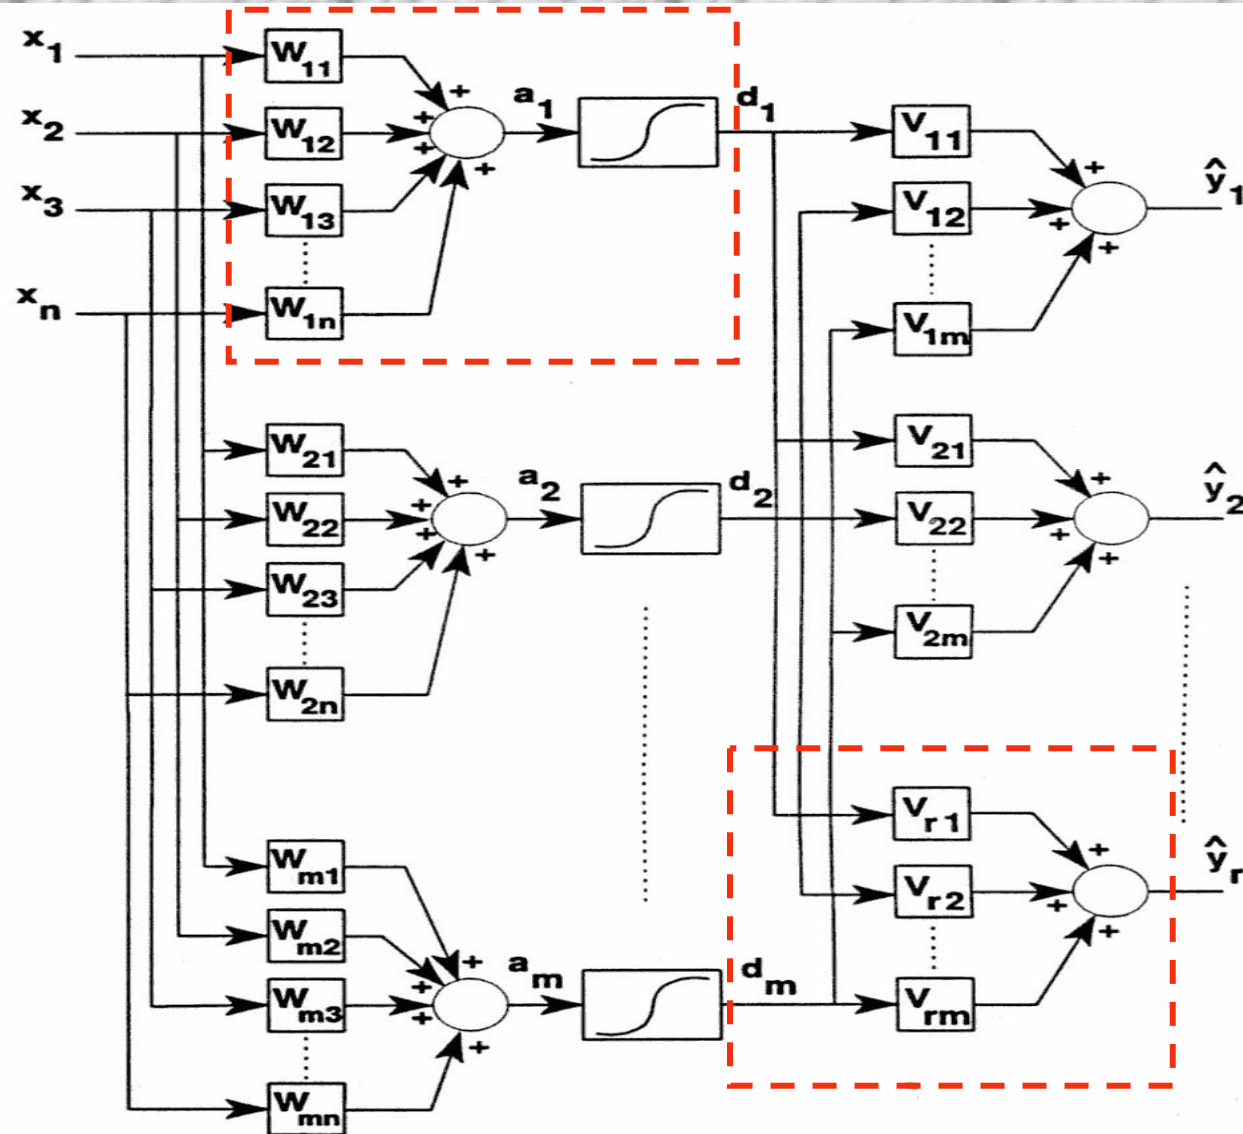 x1
W11
x2
W12
x3
W13
xn
W1n
+
+
+
+
a1
d1
V11
V12
V1m
+
+
+
ŷ1
W21
W22
W23
W2n
+
+
+
+
a2
d2
V21
V22
V2m
+
+
+
ŷ2
Wm1
Wm2
Wm3
Wmn
+
+
+
+
am
dm
Vr1
Vr2
Vrm
+
+
+
ŷr